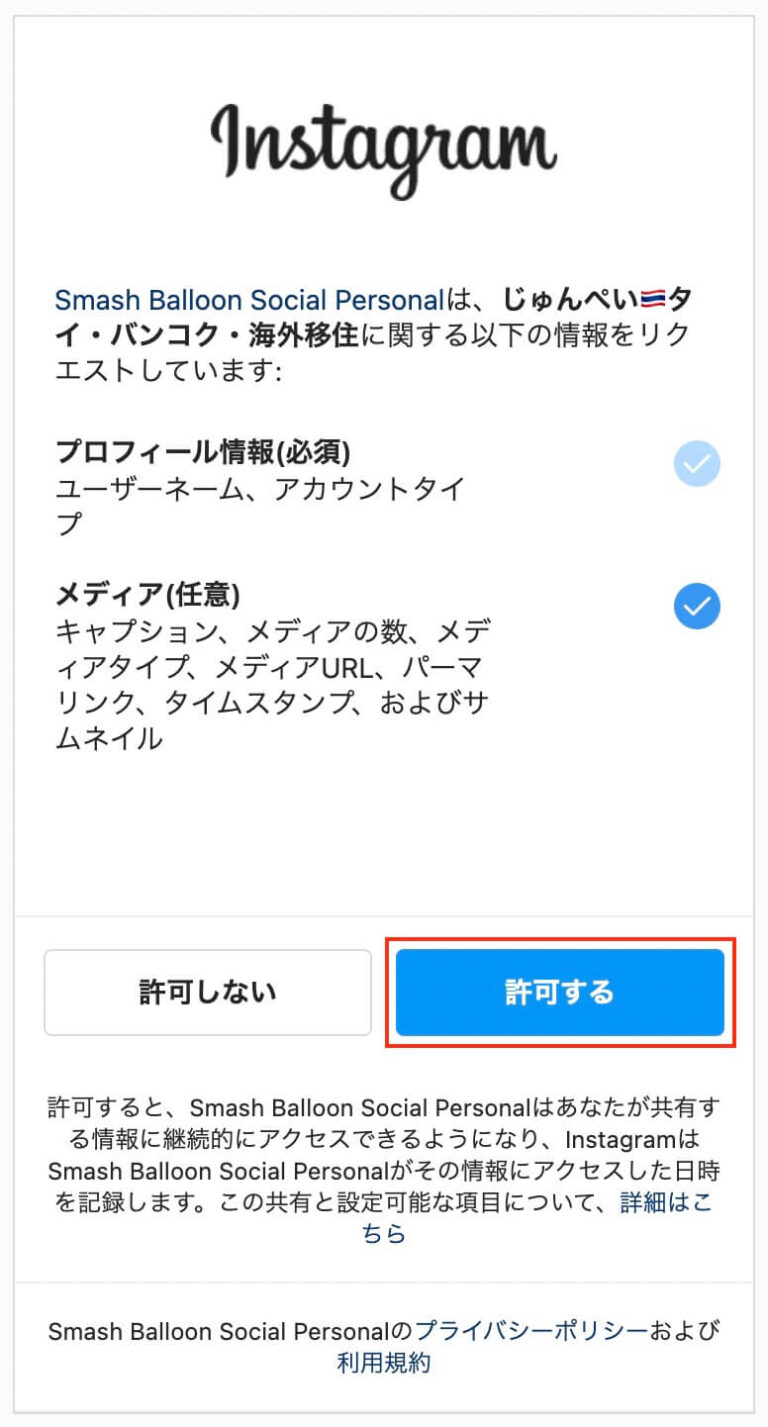 Instagram
Smash Balloon Social Personalは、じゅんぺい🇹🇭タ
イ・バンコク・海外移住に関する以下の情報をリク
エストしています:
プロフィール情報(必須)
ユーザーネーム、アカウントタイ
プ
メディア(任意)
キャプション、メディアの数、メデ
ィアタイプ、メディアURL、パーマ
リンク、タイムスタンプ、およびサ
ムネイル
許可しない
許可する
許可すると、Smash Balloon Social Personalはあなたが共有す
る情報に継続的にアクセスできるようになり、Instagramは
Smash Balloon Social Personalがその情報にアクセスした日時
を記録します。この共有と設定可能な項目について、詳細はこ
ちら
Smash Balloon Social Personalのプライバシーポリシーおよび
利用規約